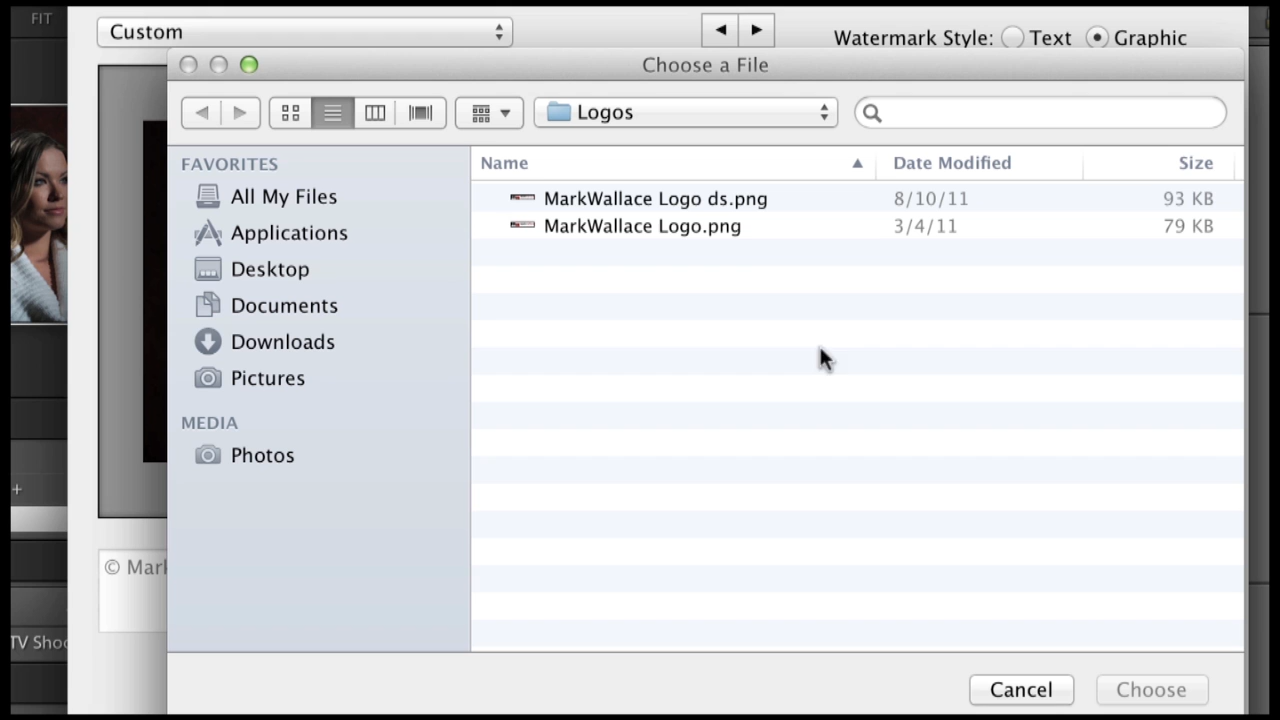 FIT
Custom
Watermark Style: Text Graphic
Choose a File
Logos
FAVORITES
All My Files
Applications
Desktop
Documents
Downloads
Pictures
MEDIA
Photos
Name Date Modified Size
MarkWallace Logo ds.png 8/10/11 93 KB
MarkWallace Logo.png 3/4/11 79 KB
+
© Mark
TV Shoo
Cancel Choose